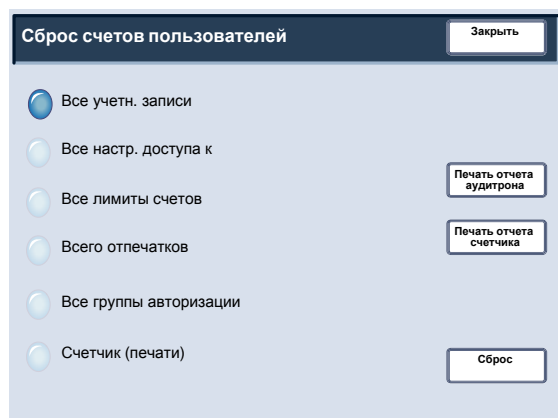 Сброс счетов пользователей
Закрыть
Все учетн. записи
Все настр. доступа к
Все лимиты счетов
Всего отпечатков
Все группы авторизации
Счетчик (печати)
Печать отчета
аудитрона
Печать отчета
счетчика
Сброс